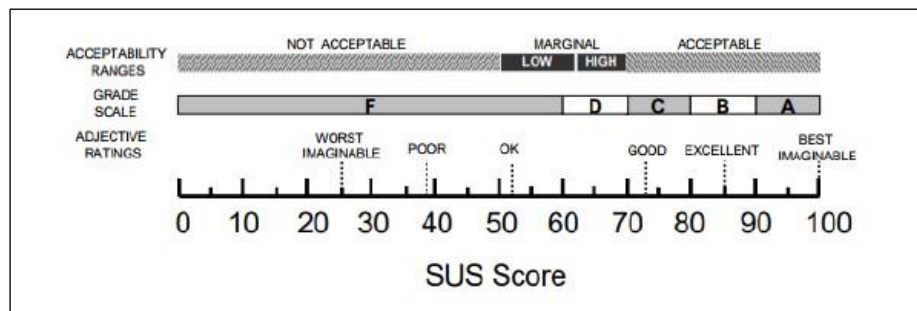 NOT ACCEPTABLE MARGINAL ACCEPTABLE
ACCEPTABILITY
RANGES
LOW HIGH
GRADE
SCALE
F D C B A
ADJECTIVE
RATINGS
WORST
IMAGINABLE
POOR
OK
GOOD
EXCELLENT
BEST
IMAGINABLE
0 10 20 30 40 50 60 70 80 90 100
SUS Score